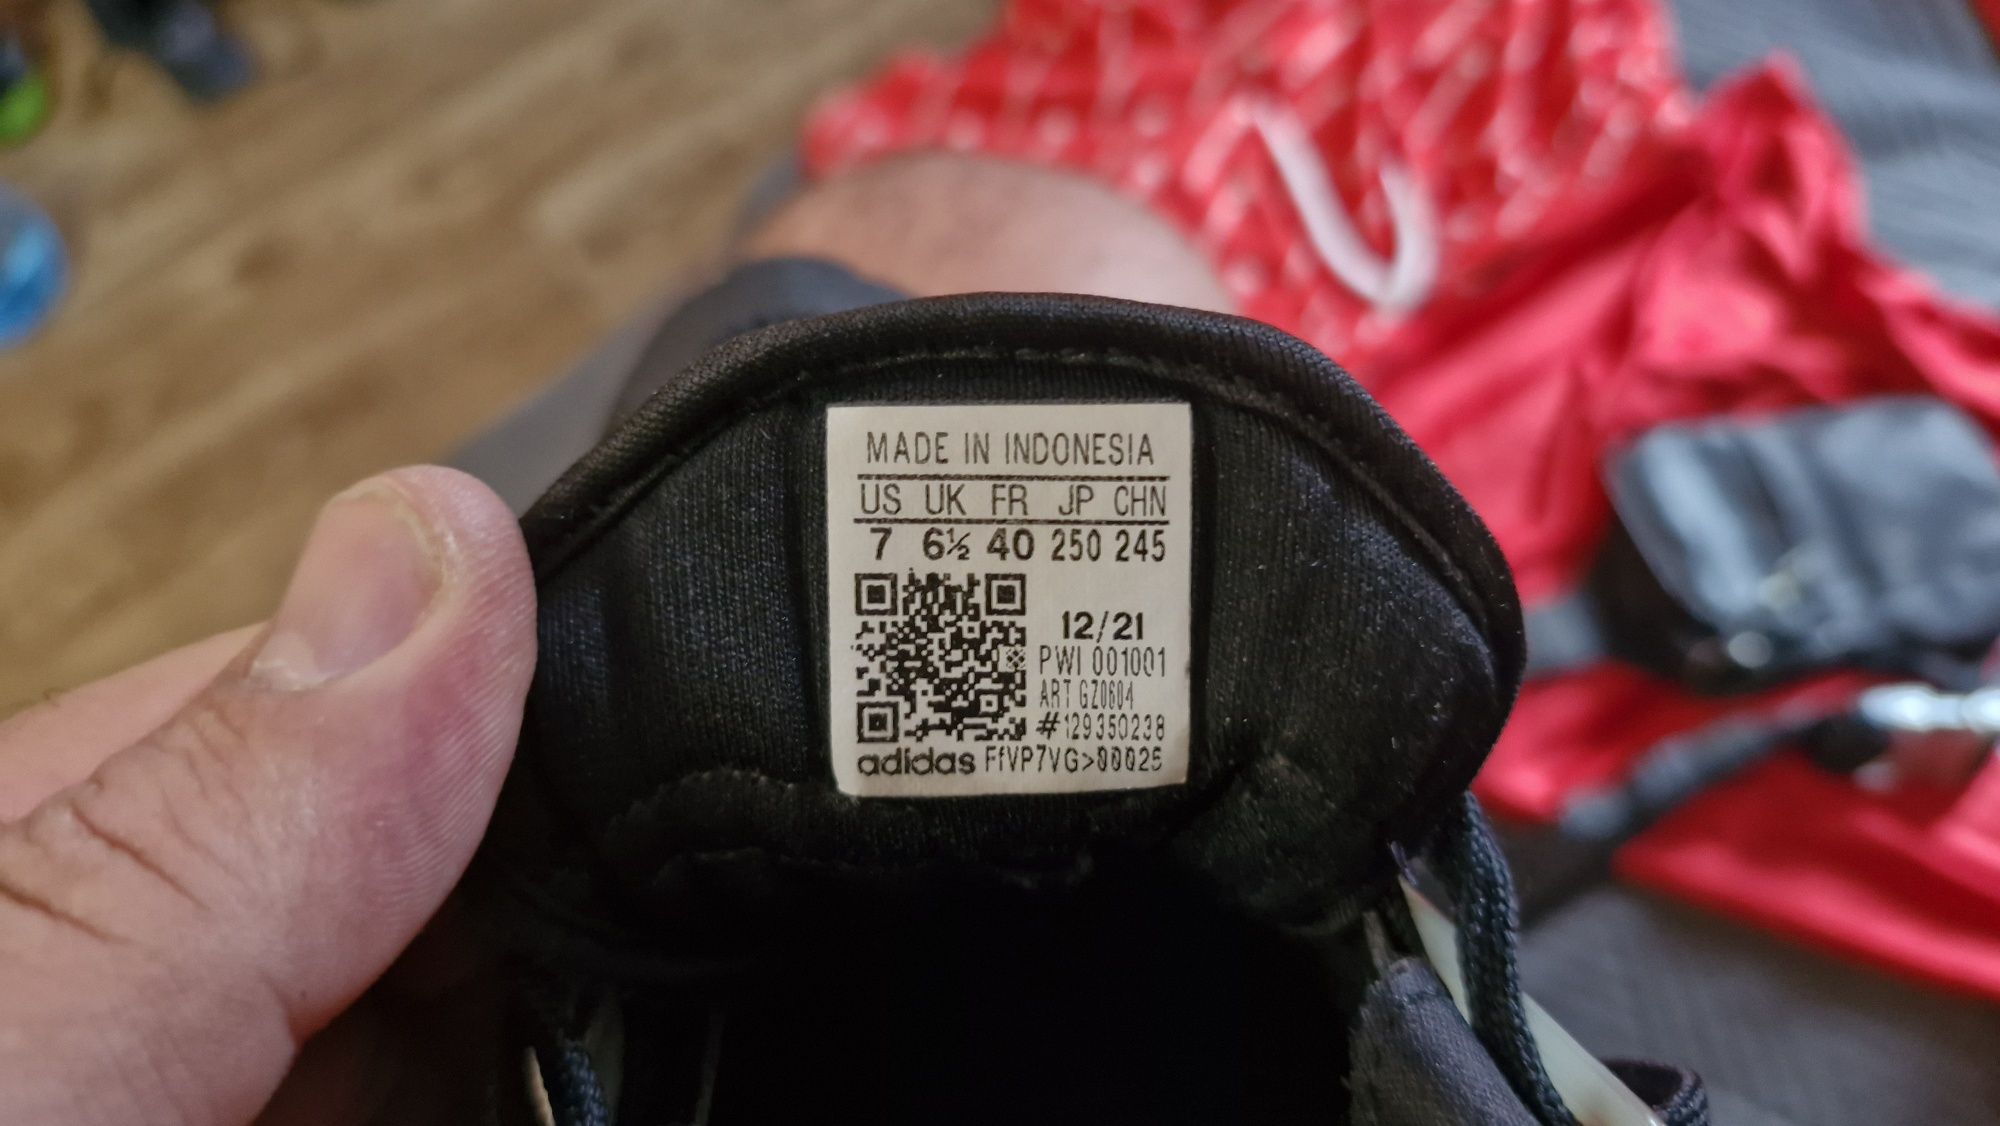 MADE IN INDONESIA
US UK FR JP CHN
7 6½ 40 250 245
12/21
PWI 001001
ART GZ0604
#129350238
adidas FfVP7VG>00025